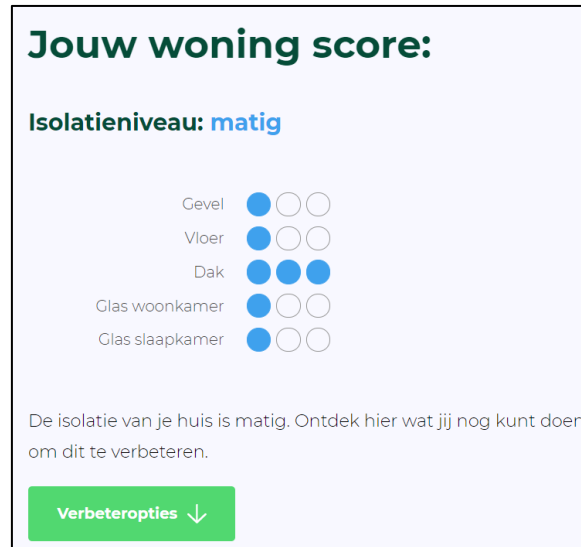 Jouw woning score:
Isolatieniveau: matig
Gevel
Vloer
Dak
Glas woonkamer
Glas slaapkamer
De isolatie van je huis is matig. Ontdek hier wat jij nog kunt doen
om dit te verbeteren.
Verbeteropties